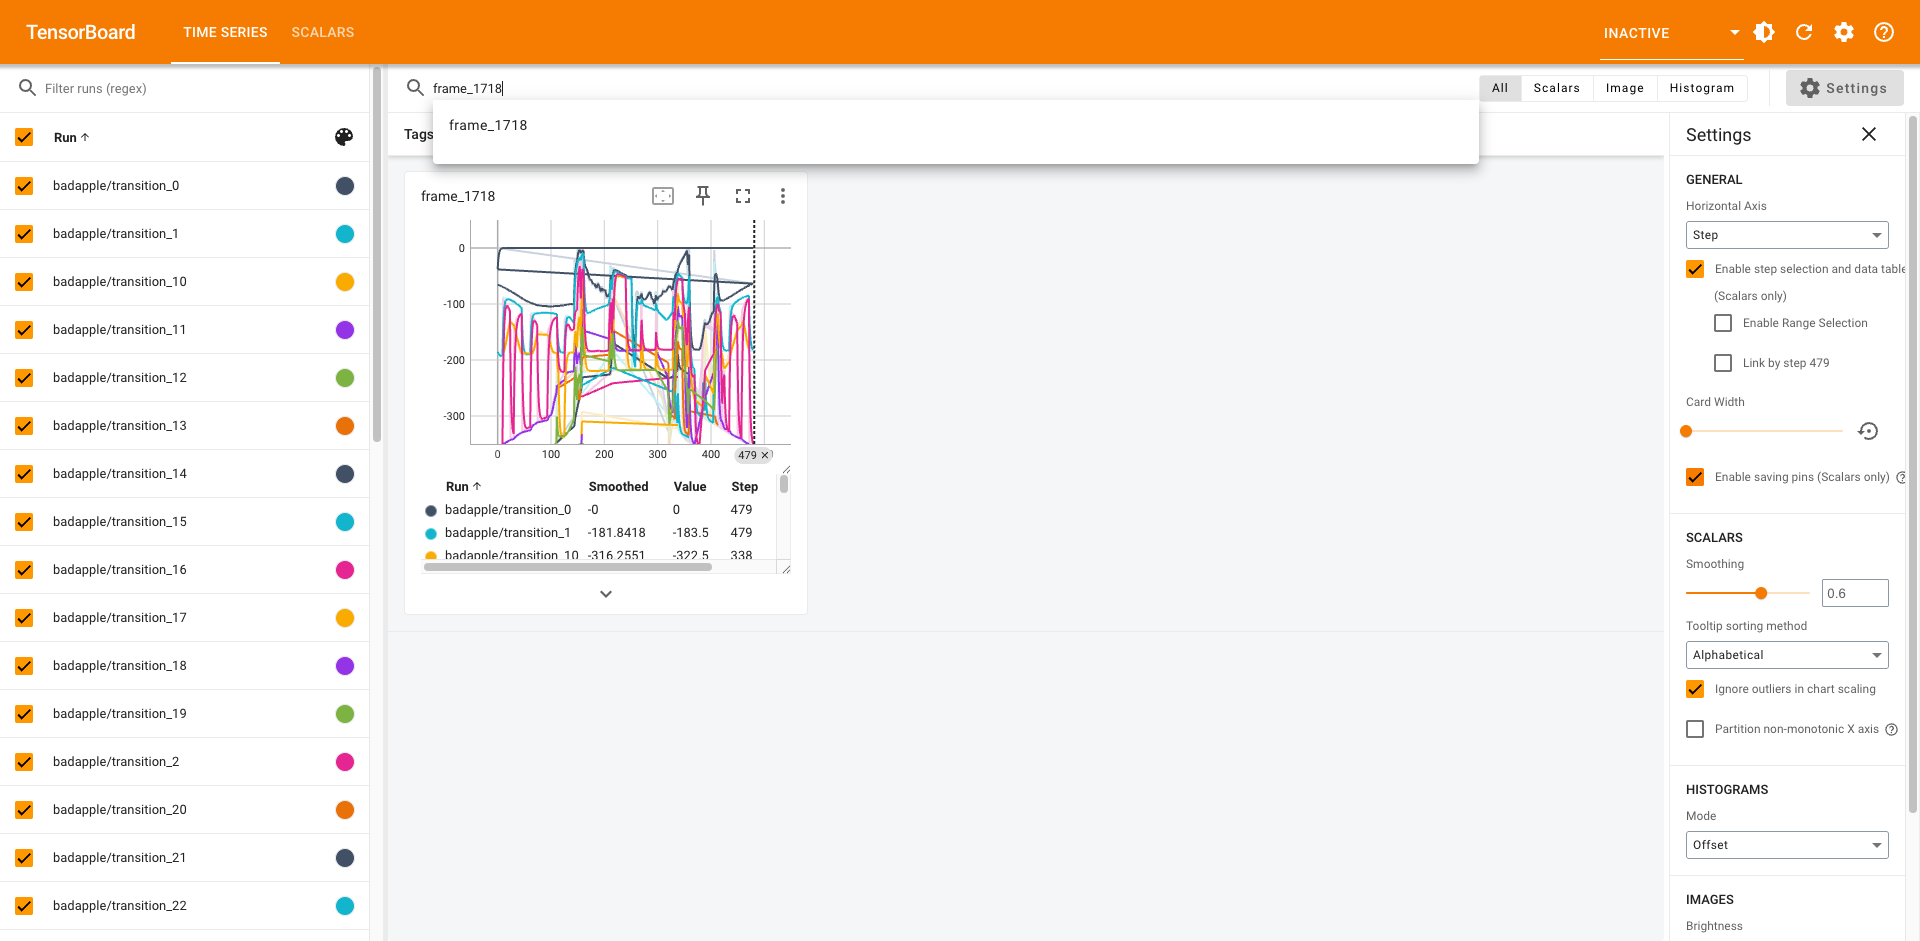 TensorBoard TIME SERIES SCALARS INACTIVE
Filter runs (regex)
frame_1718
All Scalars Image Histogram
Settings
frame_1718
Tags
Run
badapple/transition_0
badapple/transition_1
badapple/transition_10
badapple/transition_11
badapple/transition_12
badapple/transition_13
badapple/transition_14
badapple/transition_15
badapple/transition_16
badapple/transition_17
badapple/transition_18
badapple/transition_19
badapple/transition_2
badapple/transition_20
badapple/transition_21
badapple/transition_22
frame_1718
0
-100
-200
-300
0 100 200 300 400 479
Run Smoothed Value Step
badapple/transition_0 -0 0 479
badapple/transition_1 -181.8418 -183.5 479
badapple/transition_10 -316.2551 -322.5 338
Settings
GENERAL
Horizontal Axis
Step
Enable step selection and data table
(Scalars only)
Enable Range Selection
Link by step 479
Card Width
Enable saving pins (Scalars only)
SCALARS
Smoothing
0.6
Tooltip sorting method
Alphabetical
Ignore outliers in chart scaling
Partition non-monotonic X axis
HISTOGRAMS
Mode
Offset
IMAGES
Brightness